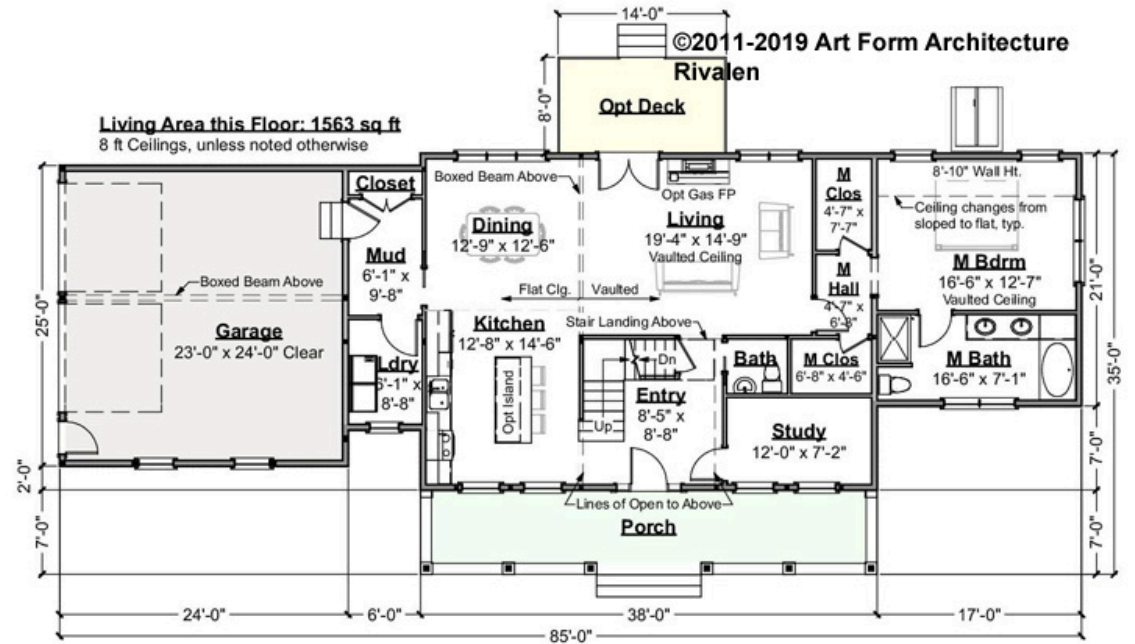 14'-0"
©2011-2019 Art Form Architecture
Rivalen
8'-0"
Opt Deck
Living Area this Floor: 1563 sq ft
8 ft Ceilings, unless noted otherwise
Closet
Boxed Beam Above
Opt Gas FP
M
Clos
4'-7" x
7'-7"
8'-10" Wall Ht.
Ceiling changes from
sloped to flat, typ.
Dining
12'-9" x 12'-6"
Living
19'-4" x 14'-9"
Vaulted Ceiling
Mud
6'-1" x
9'-8"
M
Hall
4'-7" x
6'-8"
M Bdrm
16'-6" x 12'-7"
Vaulted Ceiling
21'-0"
Boxed Beam Above
Flat Clg.
Vaulted
25'-0"
Garage
23'-0" x 24'-0" Clear
Kitchen
12'-8" x 14'-6"
Stair Landing Above
Ldry
6'-1" x
8'-8"
Opt Island
Dn
Up
Bath
M Clos
6'-8" x 4'-6"
M Bath
16'-6" x 7'-1"
35'-0"
Entry
8'-5" x
8'-8"
Study
12'-0" x 7'-2"
7'-0"
2'-0"
Lines of Open to Above
Porch
7'-0"
7'-0"
24'-0"
6'-0"
38'-0"
17'-0"
85'-0"